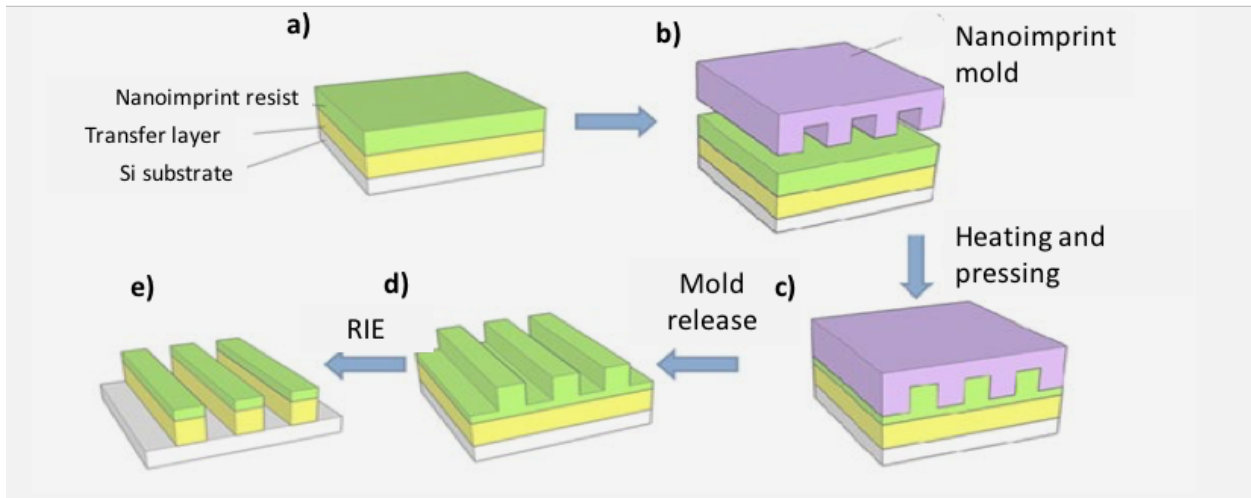 a)
Nanoimprint resist
Transfer layer
Si substrate
b)
Nanoimprint
mold
Heating and
pressing
c)
Mold
release
d)
RIE
e)